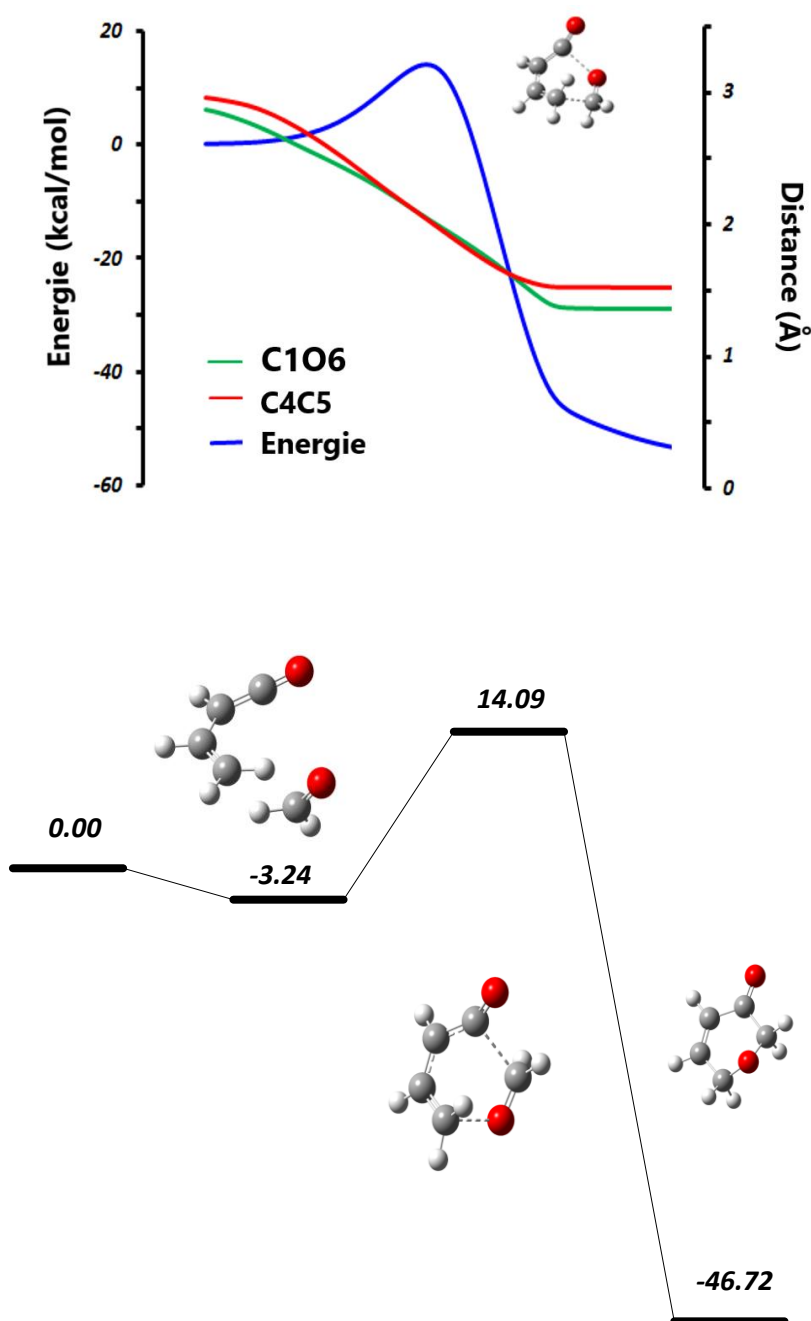 20
0
-20
-40
-60
Energie (kcal/mol)
3
2
1
0
Distance (Å)
C1O6
C4C5
Energie
14.09
0.00
-3.24
-46.72